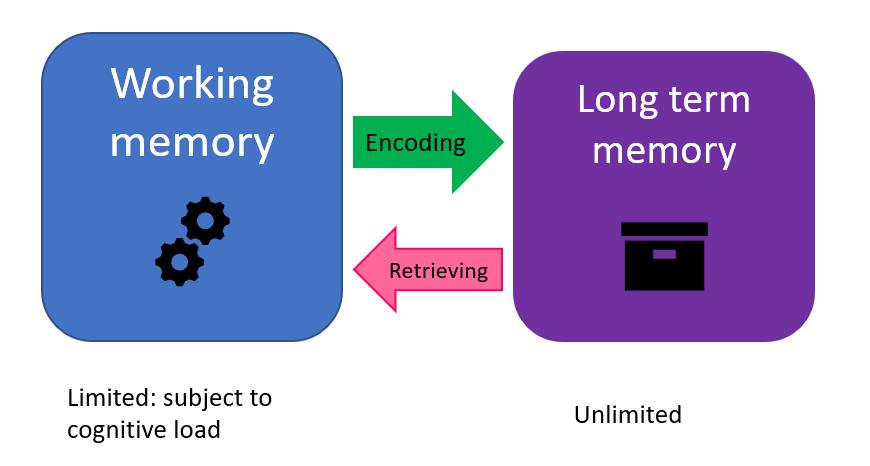 Working
memory
Encoding
Long term
memory
Retrieving
Limited: subject to
cognitive load
Unlimited